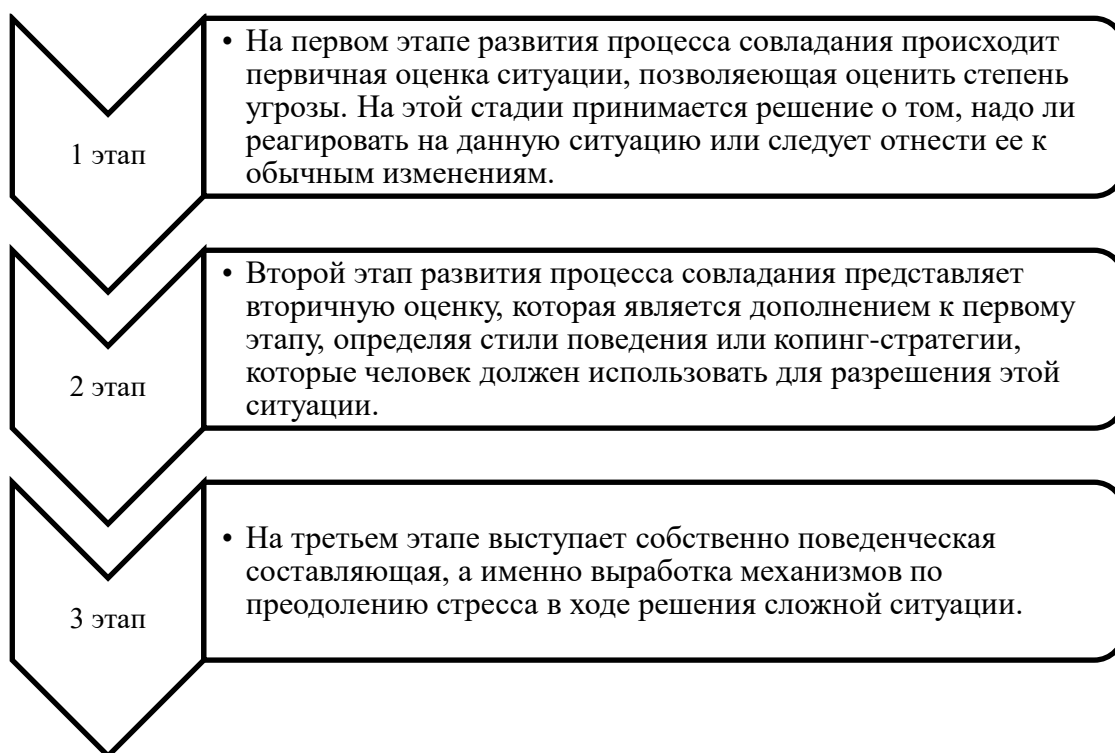 1 этап
• На первом этапе развития процесса совладания происходит
первичная оценка ситуации, позволяеющая оценить степень
угрозы. На этой стадии принимается решение о том, надо ли
реагировать на данную ситуацию или следует отнести ее к
обычным изменениям.
2 этап
• Второй этап развития процесса совладания представляет
вторичную оценку, которая является дополнением к первому
этапу, определяя стили поведения или копинг-стратегии,
которые человек должен использовать для разрешения этой
ситуации.
3 этап
• На третьем этапе выступает собственно поведенческая
составляющая, а именно выработка механизмов по
преодолению стресса в ходе решения сложной ситуации.